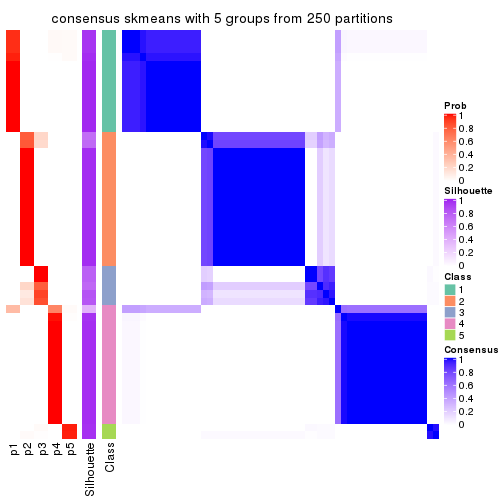 consensus skmeans with 5 groups from 250 partitions
Prob
1
0.8
0.6
0.4
0.2
0
Silhouette
1
0.8
0.6
0.4
0.2
0
Class
1
2
3
4
5
Consensus
1
0.8
0.6
0.4
0.2
0
p1
p2
p3
p4
p5
Silhouette
Class